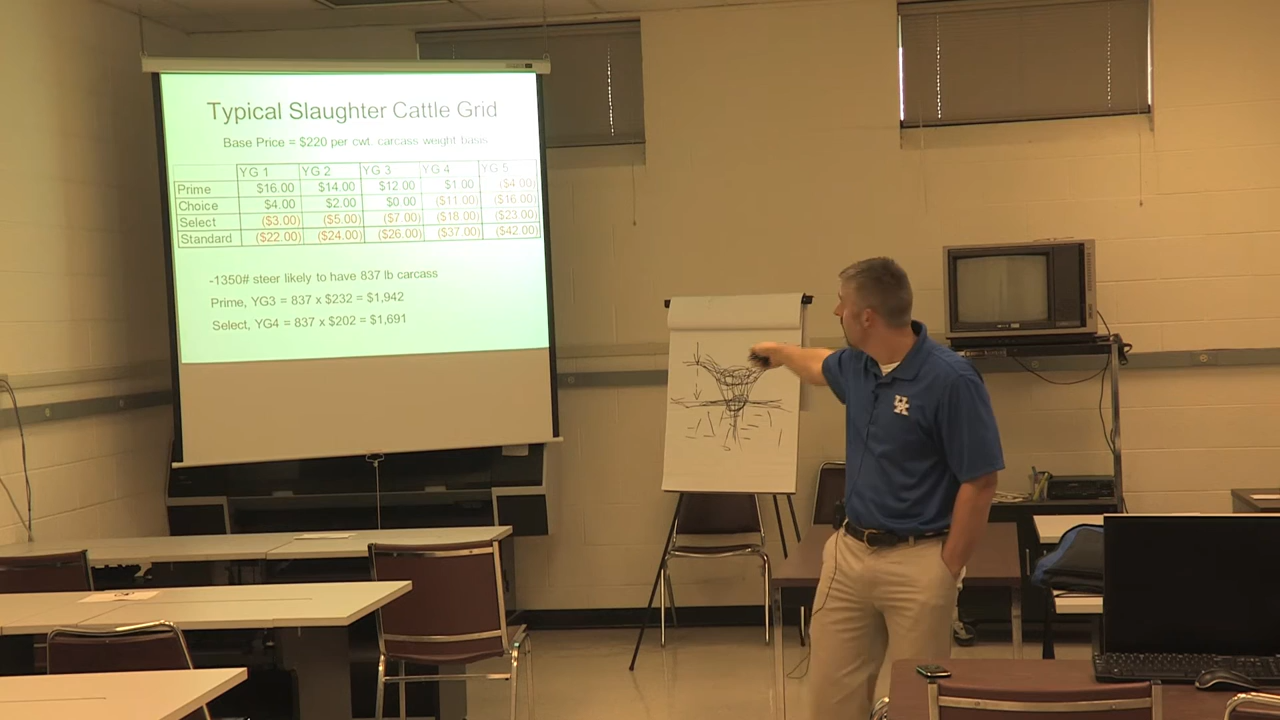 Typical Slaughter Cattle Grid
Base Price = $220 per cwt. carcass weight basis
YG 1 YG 2 YG 3 YG 4 YG 5
Prime $16.00 $14.00 $12.00 $1.00 ($4.00)
Choice $4.00 $2.00 $0.00 ($11.00) ($16.00)
Select ($3.00) ($5.00) ($7.00) ($18.00) ($23.00)
Standard ($22.00) ($24.00) ($26.00) ($37.00) ($42.00)
-1350# steer likely to have 837 lb carcass
Prime, YG3 = 837 x $232 = $1,942
Select, YG4 = 837 x $202 = $1,691
UK